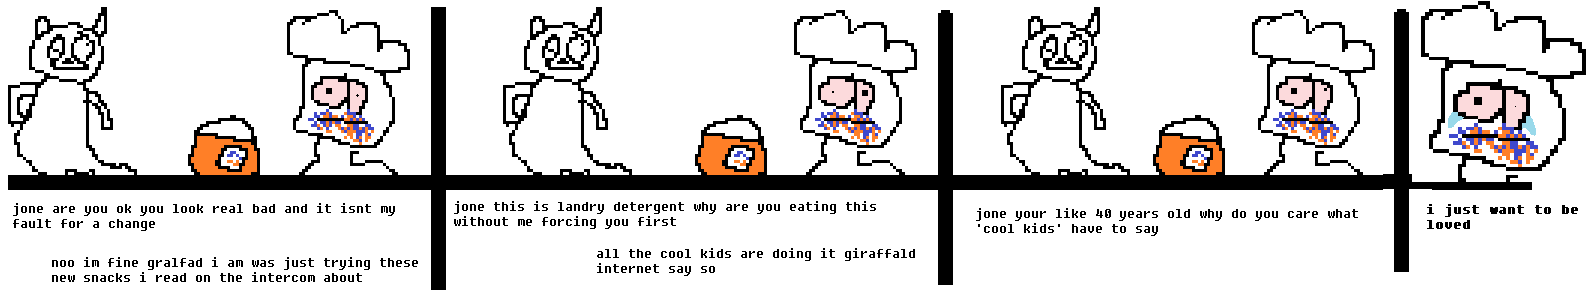 jone are you ok you look real bad and it isnt my
fault for a change
noo im fine gralfad i am was just trying these
new snacks i read on the intercom about
jone this is landry detergent why are you eating this
without me forcing you first
all the cool kids are doing it giraffald
internet say so
jone your like 40 years old why do you care what
'cool kids' have to say
i just want to be
loved